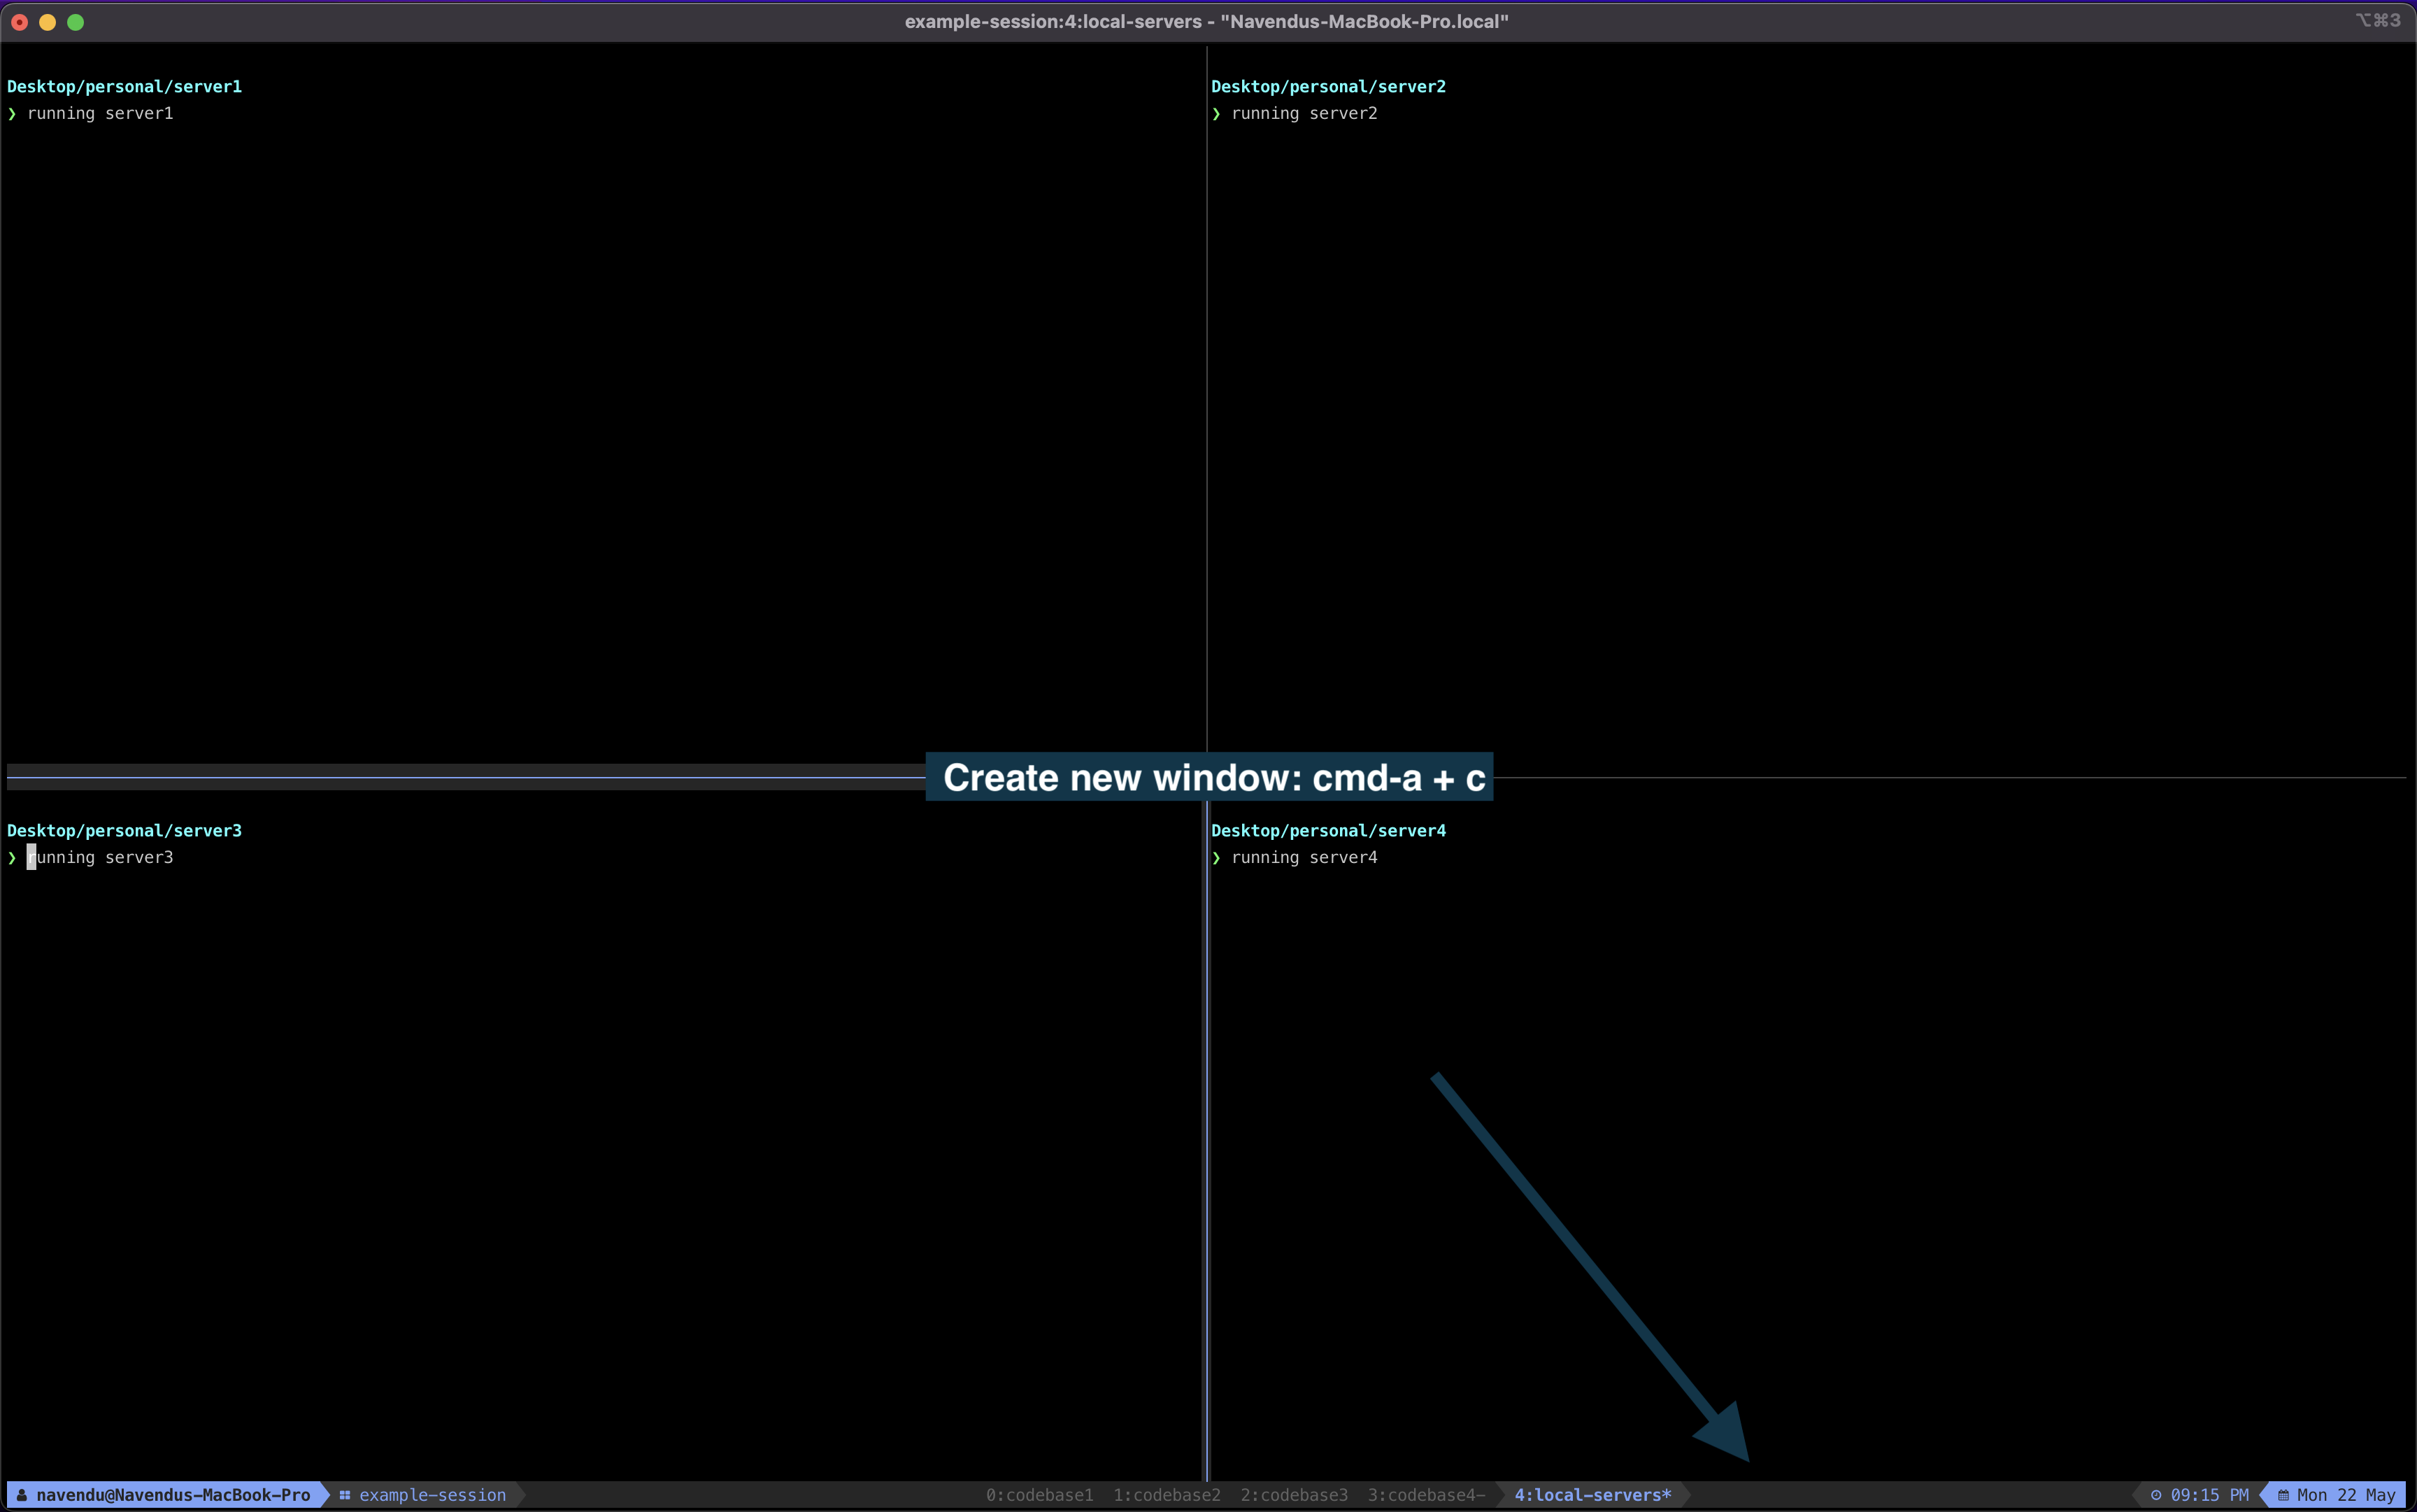 example-session:4:local-servers - "Navendus-MacBook-Pro.local"
⌥⌘3
Desktop/personal/server1
❯ running server1
Desktop/personal/server2
❯ running server2
Create new window: cmd-a + c
Desktop/personal/server3
❯ running server3
Desktop/personal/server4
❯ running server4
navendu@Navendus-MacBook-Pro example-session 0:codebase1 1:codebase2 2:codebase3 3:codebase4- 4:local-servers* 09:15 PM Mon 22 May